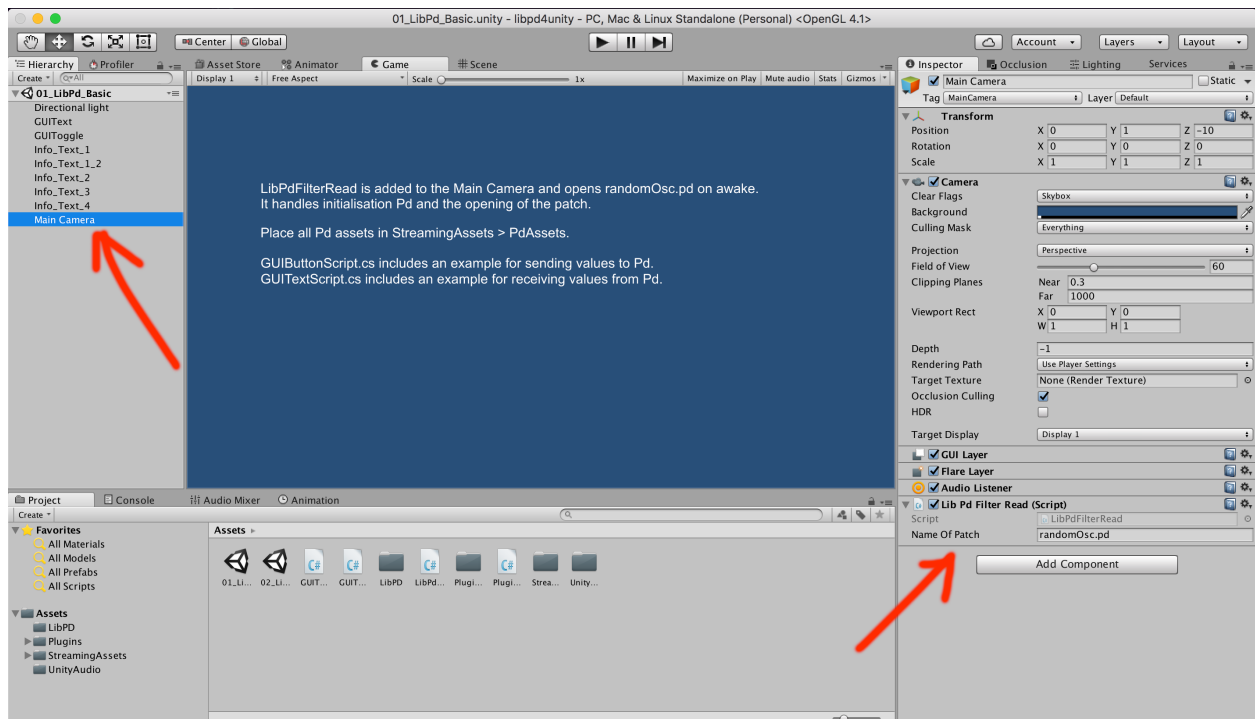 01_LibPd_Basic.unity - libpd4unity - PC, Mac & Linux Standalone (Personal) <OpenGL 4.1>
Center Global Account Layers Layout
Hierarchy Profiler Asset Store Animator Game Scene Inspector Occlusion Lighting Services
Create All Display 1 Free Aspect Scale 1x Maximize on Play Mute audio Stats Gizmos
Main Camera Static
Tag MainCamera Layer Default
01_LibPd_Basic
Directional light
GUIText
GUIToggle
Info_Text_1
Info_Text_1_2
Info_Text_2
Info_Text_3
Info_Text_4
Main Camera
LibPdFilterRead is added to the Main Camera and opens randomOsc.pd on awake.
It handles initialisation Pd and the opening of the patch.
Place all Pd assets in StreamingAssets > PdAssets.
GUIButtonScript.cs includes an example for sending values to Pd.
GUITextScript.cs includes an example for receiving values from Pd.
Transform
Position X 0 Y 1 Z -10
Rotation X 0 Y 0 Z 0
Scale X 1 Y 1 Z 1
Camera
Clear Flags Skybox
Background
Culling Mask Everything
Projection Perspective
Field of View 60
Clipping Planes Near 0.3
Far 1000
Viewport Rect X 0 Y 0
W 1 H 1
Depth -1
Rendering Path Use Player Settings
Target Texture None (Render Texture)
Occlusion Culling
HDR
Target Display Display 1
GUI Layer
Flare Layer
Audio Listener
Lib Pd Filter Read (Script)
Script LibPdFilterRead
Name Of Patch randomOsc.pd
Add Component
Project Console Audio Mixer Animation
Create
Favorites
All Materials
All Models
All Prefabs
All Scripts
Assets
LibPD
Plugins
StreamingAssets
UnityAudio
Assets
C# C# C# C#
01_Li... 02_Li... GUIT... GUIT... LibPD LibPd... Plugi... Plugi... Strea... Unity...